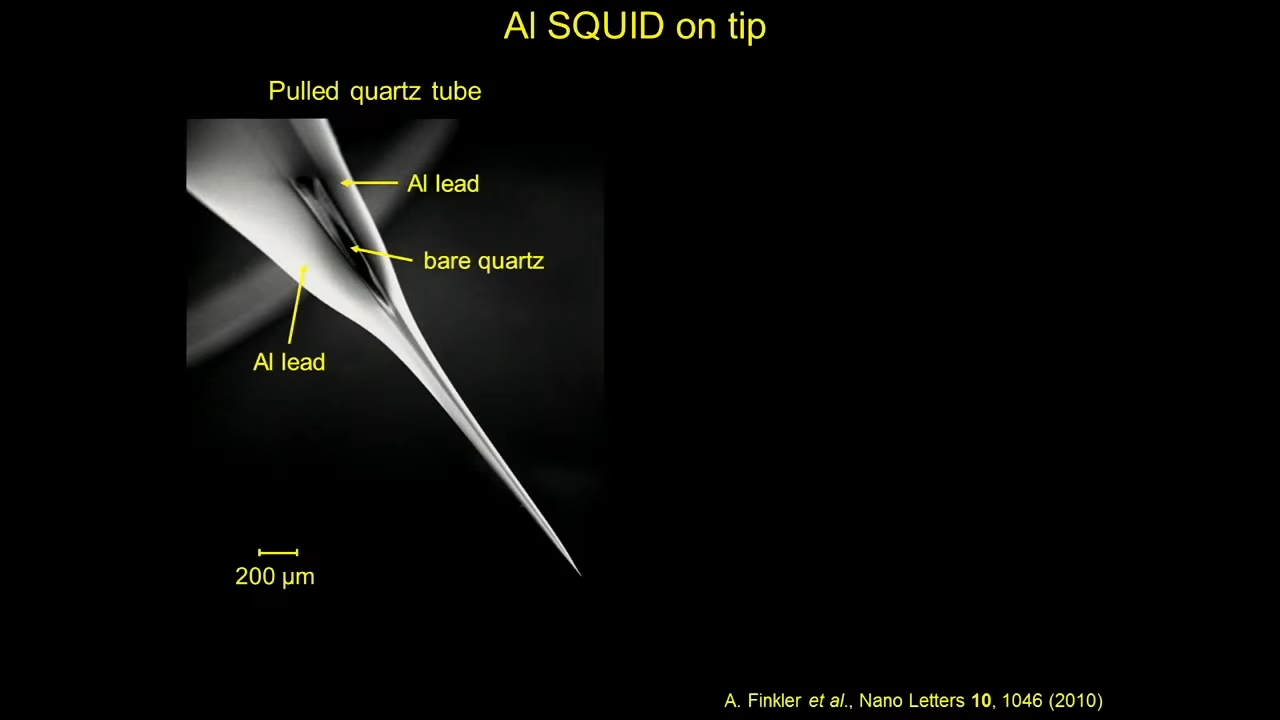 Al SQUID on tip
Pulled quartz tube
Al lead
bare quartz
Al lead
200 µm
A. Finkler et al., Nano Letters 10, 1046 (2010)